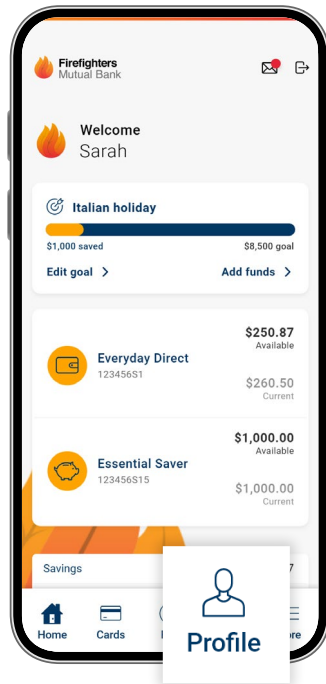 Firefighters
Mutual Bank
Welcome
Sarah
Italian holiday
$1,000 saved
$8,500 goal
Edit goal
Add funds
$250.87
Available
Everyday Direct
123456S1
$260.50
Current
$1,000.00
Available
Essential Saver
123456S15
$1,000.00
Current
Savings
7
Home
Cards
Profile